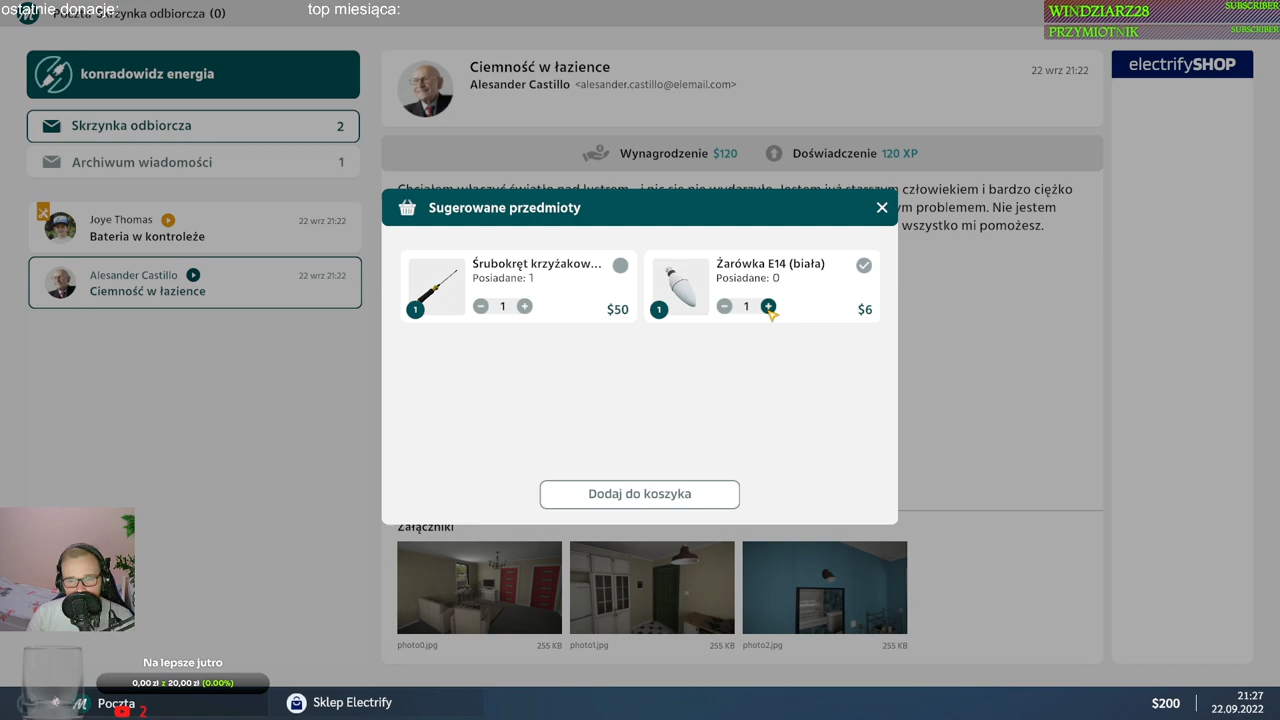 ostatnie donacje:
top miesiąca:
WINDZIARZ28
SUBSCRIBER
PRZYMIOTNIK
SUBSCRIBER
Poczta Skrzynka odbiorcza (0)
konradowidz energia
Skrzynka odbiorcza 2
Archiwum wiadomości 1
Joye Thomas
22 wrz 21:22
Bateria w kontroleże
Alesander Castillo
22 wrz 21:22
Ciemność w łazience
Ciemność w łazience
22 wrz 21:22
Alesander Castillo <alesander.castillo@elemail.com>
electrifySHOP
Wynagrodzenie $120
Doświadczenie 120 XP
Chciałem włączyć światło nad lustrem - i nic się nie wydarzyło. Jestem już starszym człowiekiem i bardzo ciężko
ym problemem. Nie jestem
wszystko mi pomożesz.
Sugerowane przedmioty
Śrubokręt krzyżakow...
Posiadane: 1
1
1
$50
Żarówka E14 (biała)
Posiadane: 0
1
1
$6
Dodaj do koszyka
Załączniki
photo0.jpg 255 KB
photo1.jpg 255 KB
photo2.jpg 255 KB
Na lepsze jutro
0,00 zł z 20,00 zł (0.00%)
Poczta
2
Sklep Electrify
$200
21:27
22.09.2022